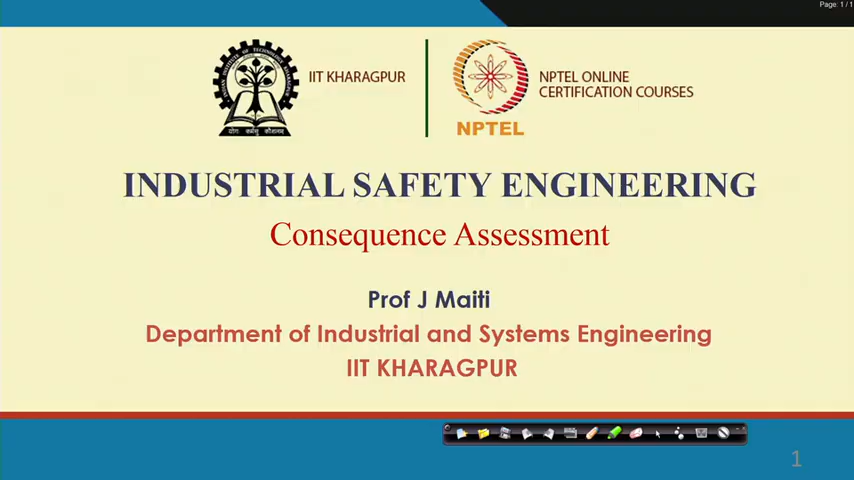 Page: 1 / 1
IIT KHARAGPUR
NPTEL ONLINE
CERTIFICATION COURSES
NPTEL
INDUSTRIAL SAFETY ENGINEERING
Consequence Assessment
Prof J Maiti
Department of Industrial and Systems Engineering
IIT KHARAGPUR
1